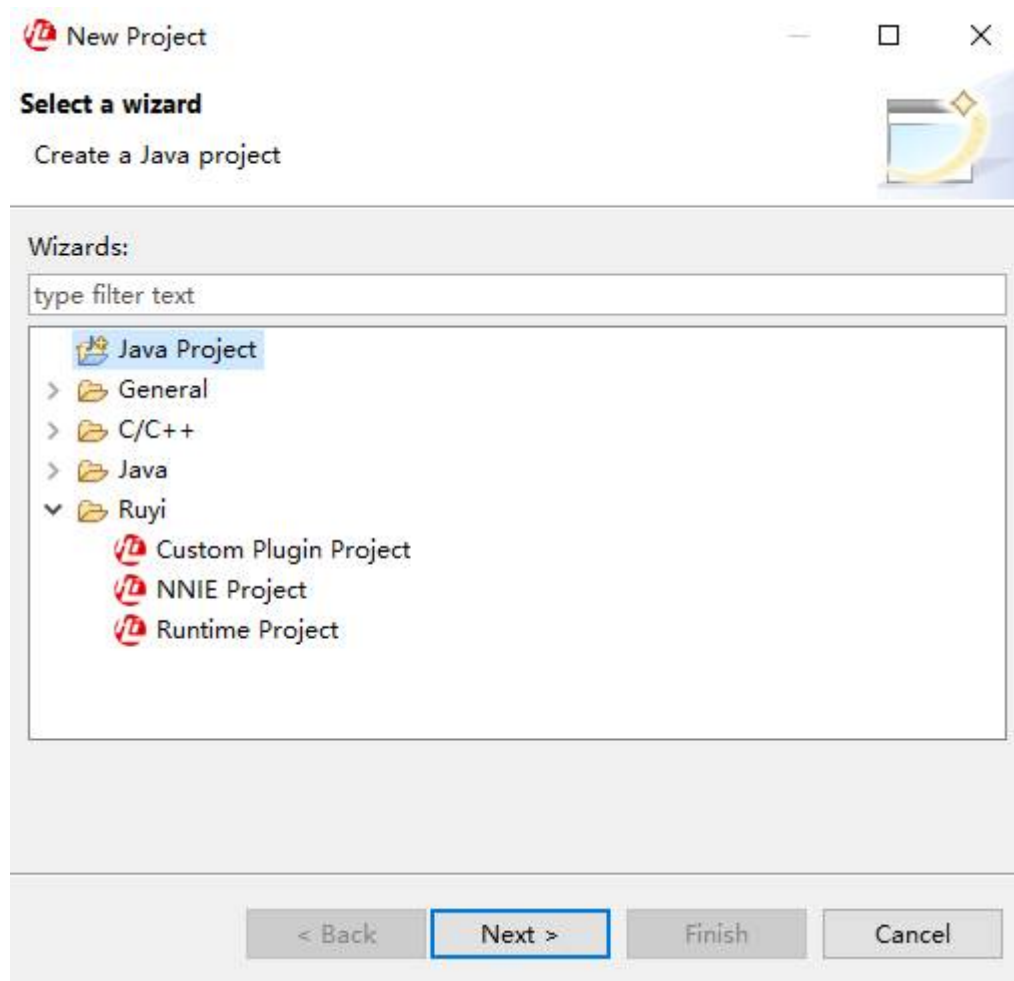 New Project
Select a wizard
Create a Java project
Wizards:
type filter text
Java Project
General
C/C++
Java
Ruyi
Custom Plugin Project
NNIE Project
Runtime Project
< Back Next > Finish Cancel